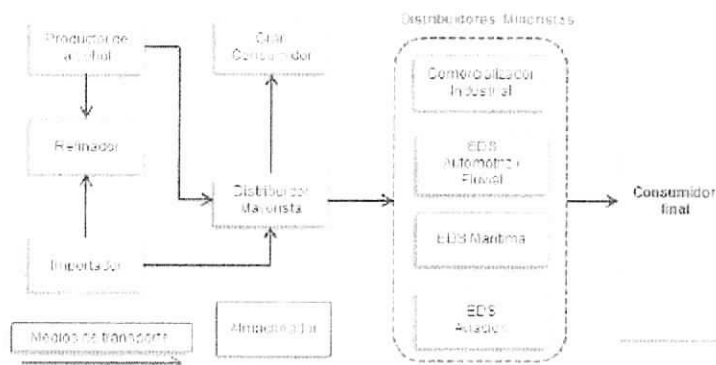 Distribuidores Minoristas
Productor de
alcohol
Gran
Consumidor
Comercializador
Industrial
Refinador
EDS
Automotriz /
Fluvial
Distribuidor
Mayorista
Consumidor
final
EDS Marítima
Importador
Almacenador
EDS
Aviación
Medios de transporte